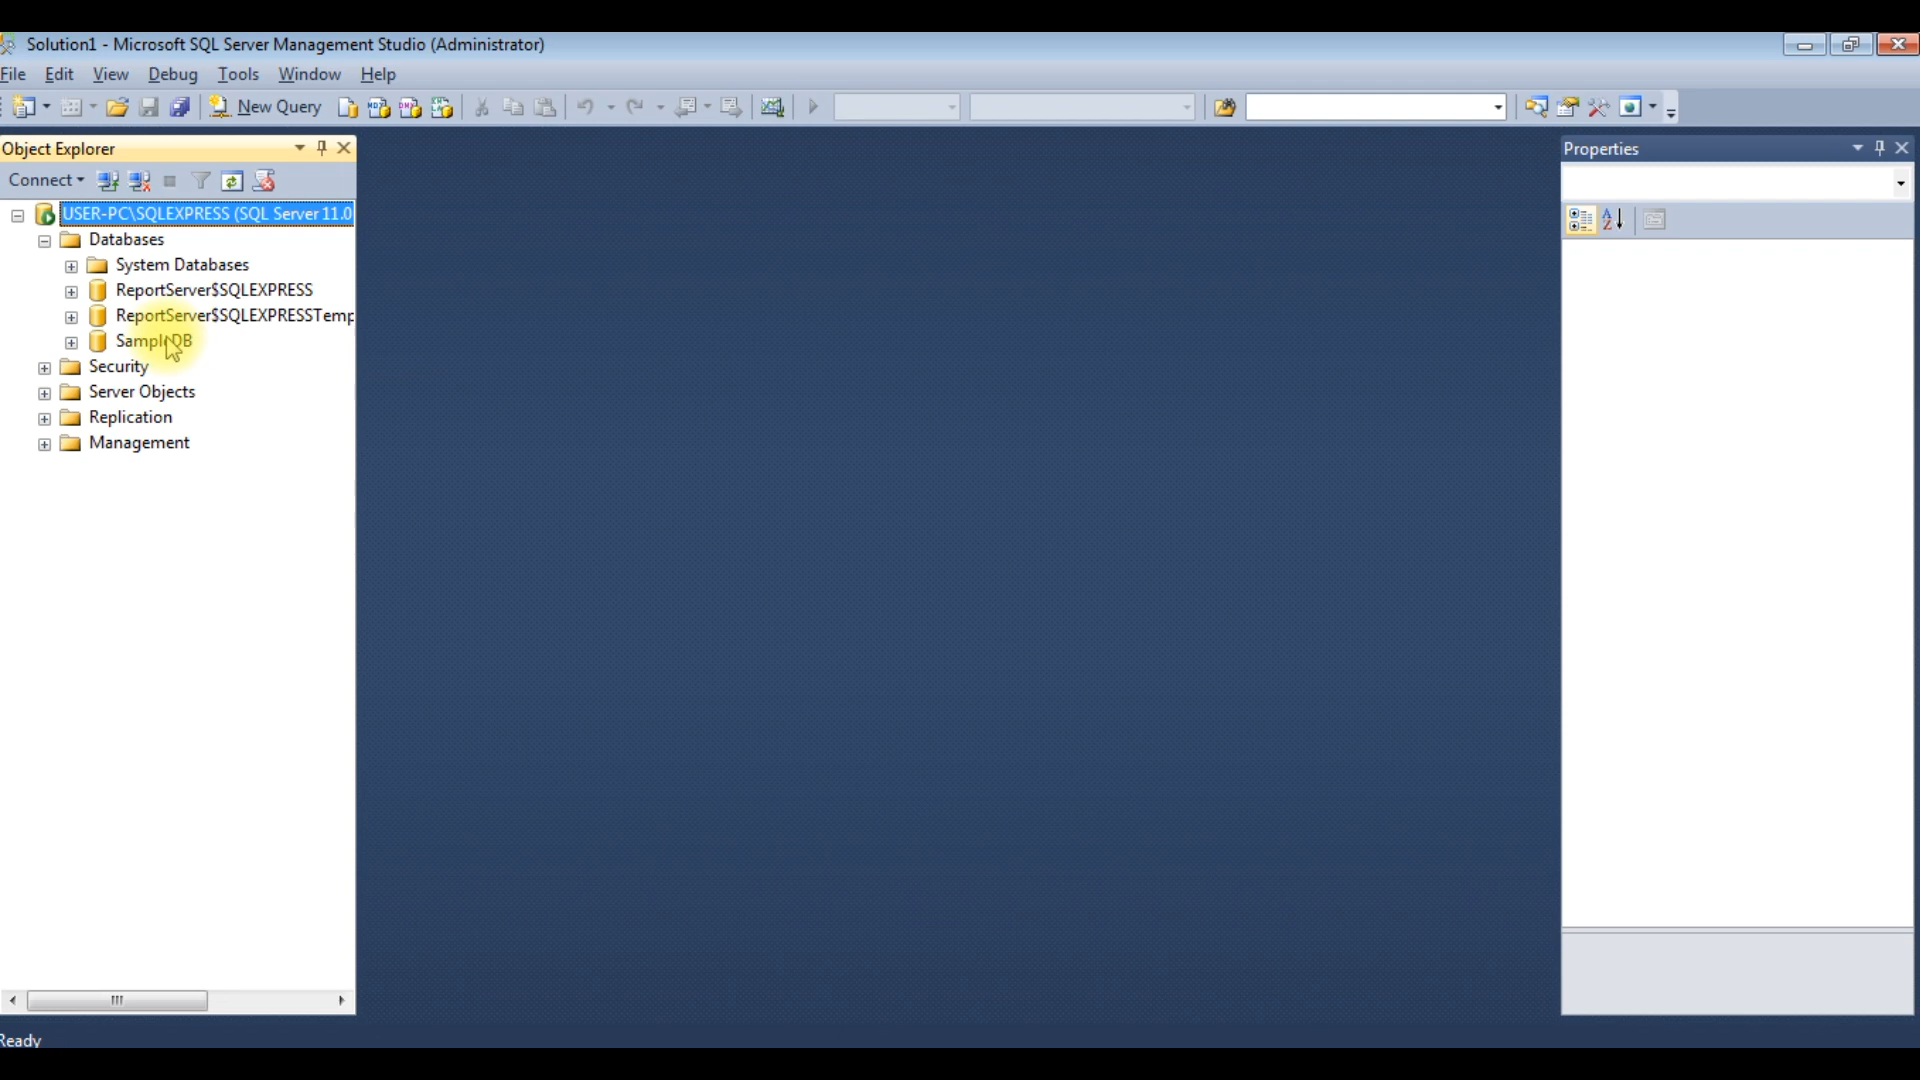 Solution1 - Microsoft SQL Server Management Studio (Administrator)
File Edit View Debug Tools Window Help
New Query
Object Explorer
Properties
Connect
USER-PC\SQLEXPRESS (SQL Server 11.0
Databases
System Databases
ReportServer$SQLEXPRESS
ReportServer$SQLEXPRESSTemp
SampleDB
Security
Server Objects
Replication
Management
Ready